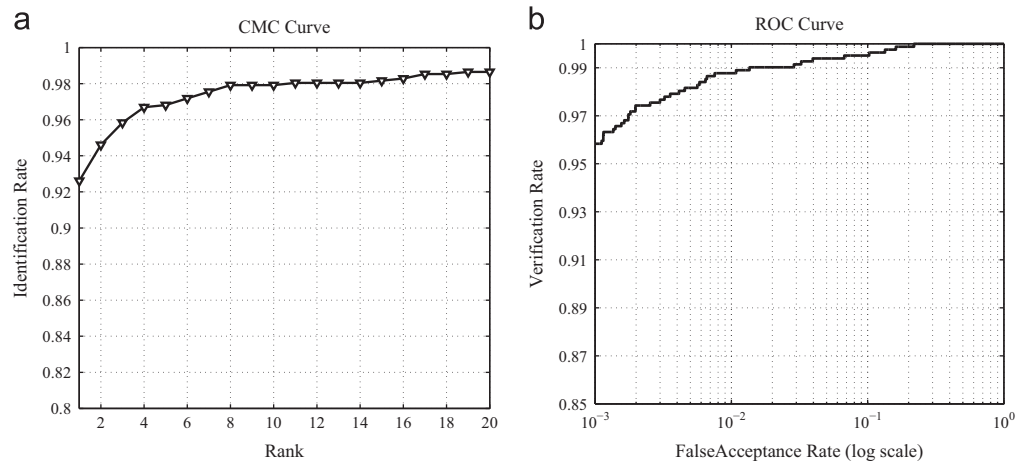 a
CMC Curve
1
0.98
0.96
0.94
0.92
0.9
0.88
0.86
0.84
0.82
0.8
2 4 6 8 10 12 14 16 18 20
Identification Rate
Rank
b
ROC Curve
1
0.99
0.97
0.95
0.93
0.91
0.89
0.87
0.85
10^-3 10^-2 10^-1 10^0
Verification Rate
FalseAcceptance Rate (log scale)